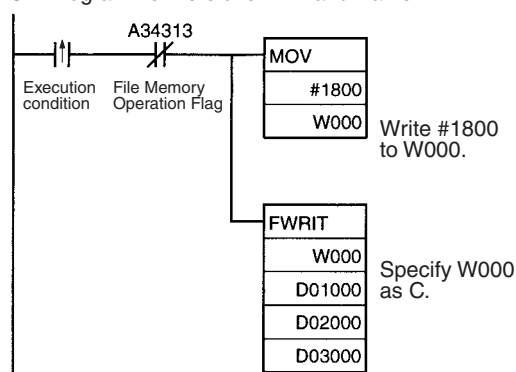 A34313
Execution condition
File Memory Operation Flag
MOV
#1800
W000
Write #1800
to W000.
FWRIT
W000
D01000
D02000
D03000
Specify W000
as C.